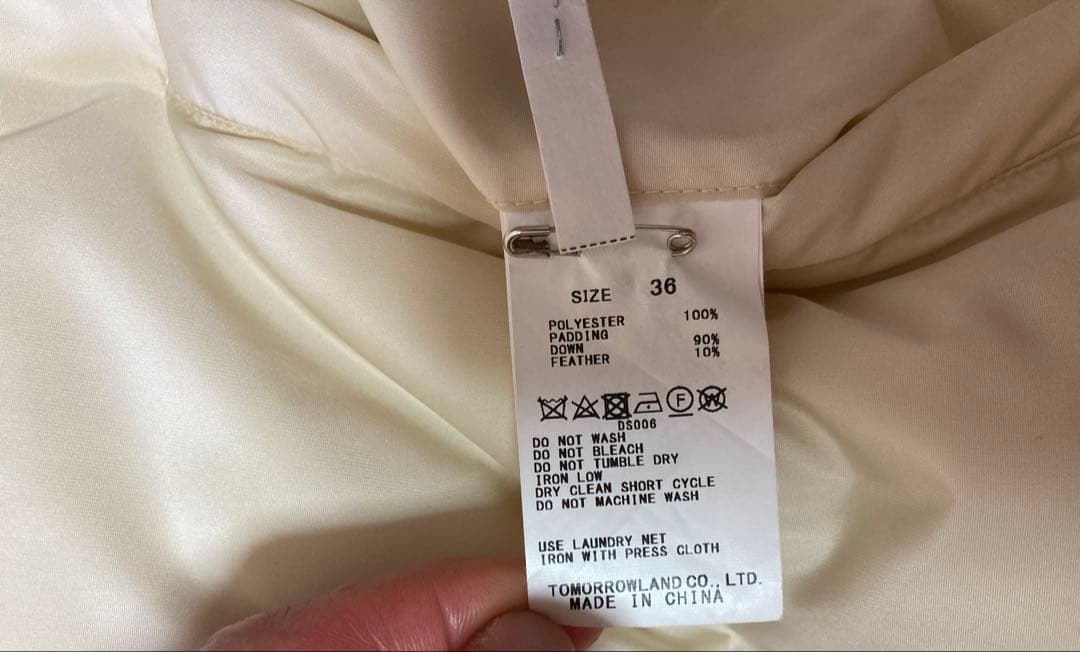 SIZE 36
POLYESTER 100%
PADDING
DOWN 90%
FEATHER 10%
F W
DS006
DO NOT WASH
DO NOT BLEACH
DO NOT TUMBLE DRY
IRON LOW
DRY CLEAN SHORT CYCLE
DO NOT MACHINE WASH
USE LAUNDRY NET
IRON WITH PRESS CLOTH
TOMORROWLAND CO., LTD.
MADE IN CHINA